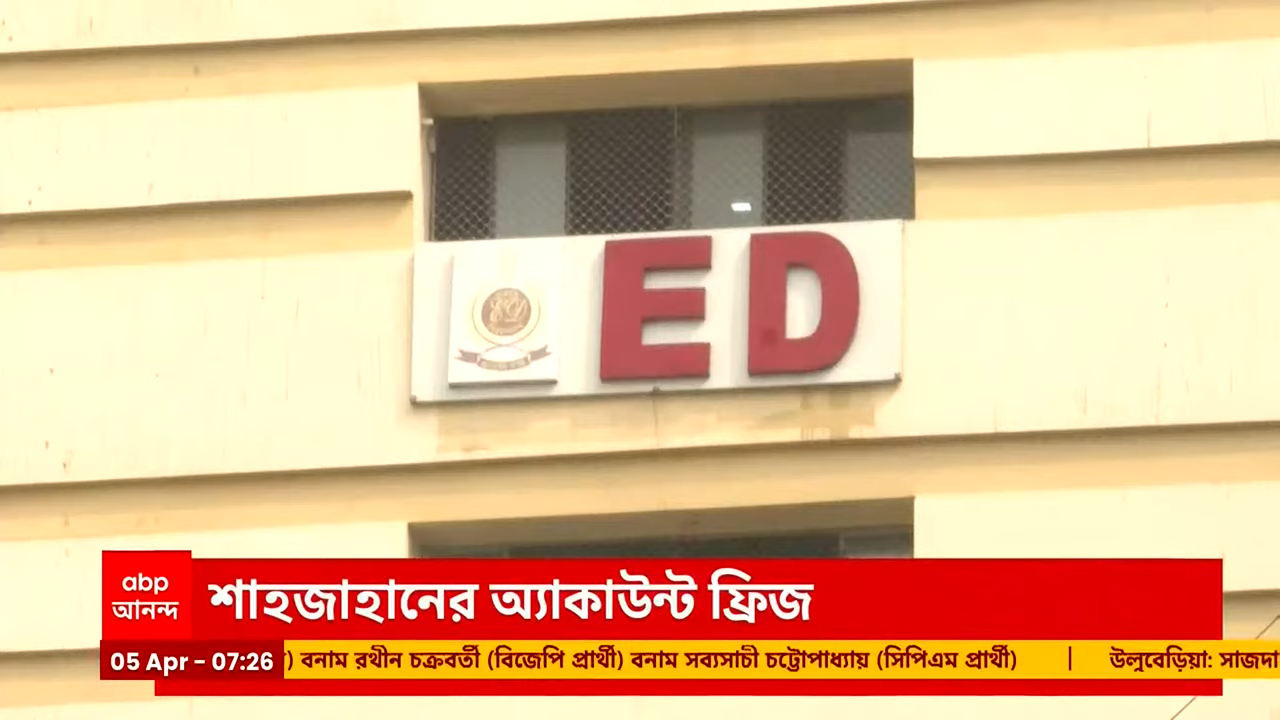 ED
abp
আনন্দ
শাহজাহানের অ্যাকাউন্ট ফ্রিজ
05 Apr - 07:26
) বনাম রথীন চক্রবর্তী (বিজেপি প্রার্থী) বনাম সব্যসাচী চট্টোপাধ্যায় (সিপিএম প্রার্থী) | উলুবেড়িয়া: সাজদা